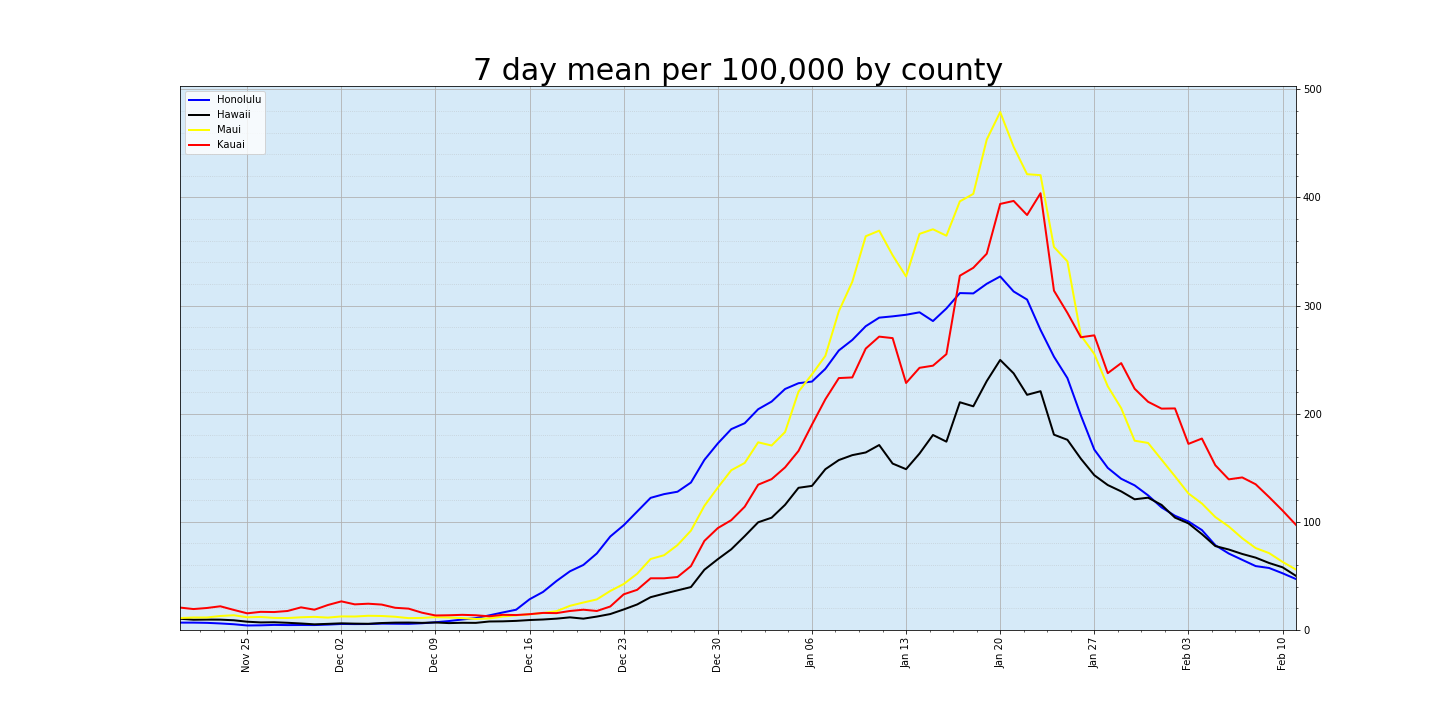 7 day mean per 100,000 by county
Honolulu
Hawaii
Maui
Kauai
500
400
300
200
100
0
Nov 25
Dec 02
Dec 09
Dec 16
Dec 23
Dec 30
Jan 06
Jan 13
Jan 20
Jan 27
Feb 03
Feb 10